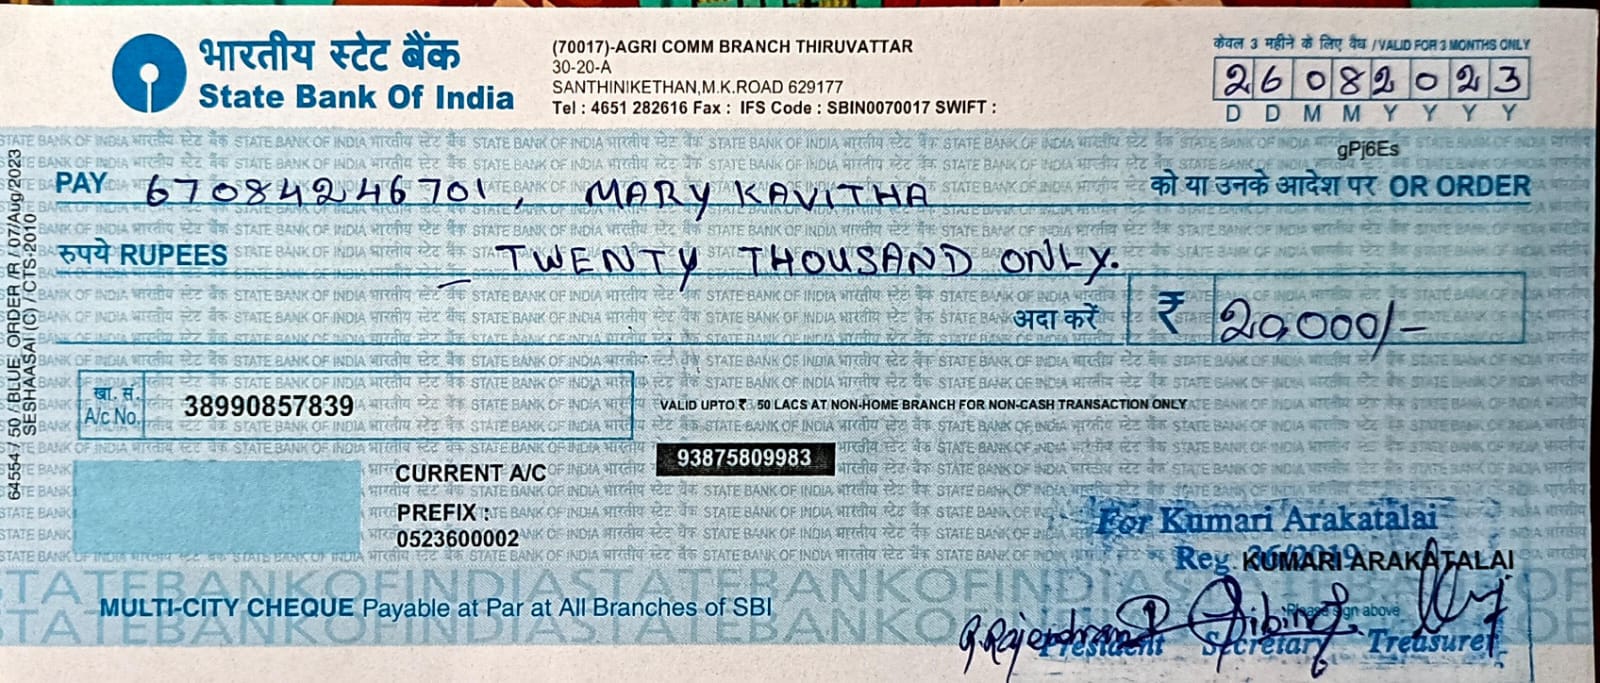 भारतीय स्टेट बैंक
State Bank Of India
(70017)-AGRI COMM BRANCH THIRUVATTAR
30-20-A
SANTHINIKETHAN,M.K.ROAD 629177
Tel : 4651 282616 Fax : IFS Code : SBIN0070017 SWIFT :
केवल 3 महीने के लिए वैध /VALID FOR 3 MONTHS ONLY
26082023
D D M M Y Y Y Y
gPj6Es
PAY 67084246701, MARY KAVITHA को या उनके आदेश पर OR ORDER
रुपये RUPEES TWENTY THOUSAND ONLY.
अदा करें ₹ 20,000/-
खा. सं.
A/c No. 38990857839
VALID UPTO ₹ 50 LACS AT NON-HOME BRANCH FOR NON-CASH TRANSACTION ONLY
93875809983
CURRENT A/C
PREFIX :
0523600002
For Kumari Arakatalai
Reg. 36/2019
KUMARI ARAKATALAI
MULTI-CITY CHEQUE Payable at Par at All Branches of SBI
Please sign above
President Secretary Treasurer
64554 / 50 / BLUE ORDER /R / 07/Aug/2023
SESHAASAI (C) / CTS-2010